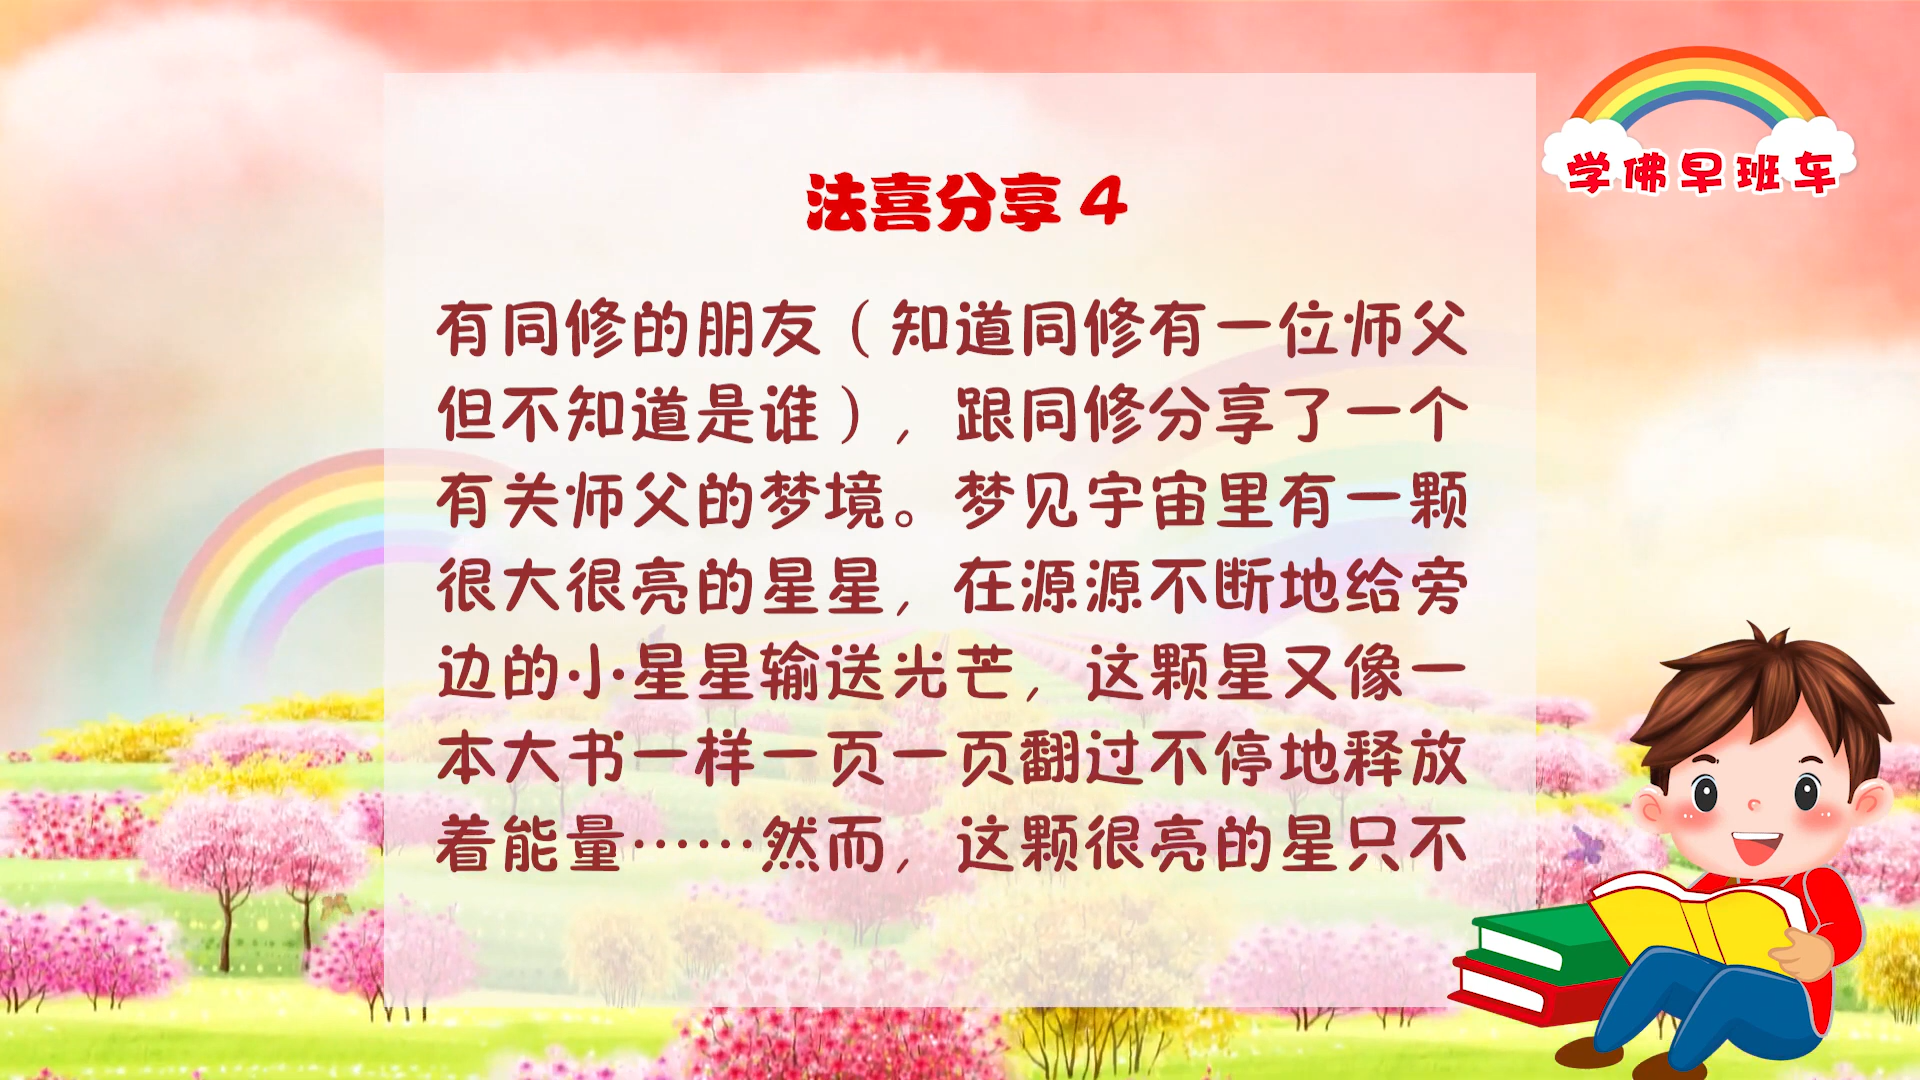 学佛早班车
法喜分享4
有同修的朋友（知道同修有一位师父
但不知道是谁），跟同修分享了一个
有关师父的梦境。梦见宇宙里有一颗
很大很亮的星星，在源源不断地给旁
边的小星星输送光芒，这颗星又像一
本大书一样一页一页翻过不停地释放
着能量……然而，这颗很亮的星只不